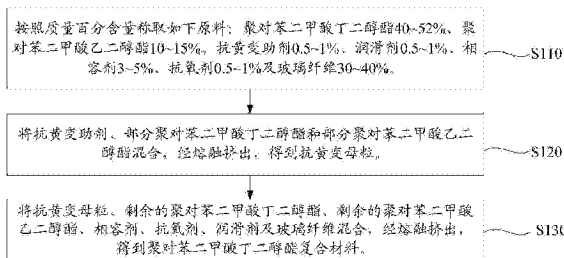 按照质量百分含量称取如下原料：聚对苯二甲酸丁二醇酯40~52%、聚
对苯二甲酸乙二醇酯10~15%、抗黄变助剂0.5~1%、润滑剂0.5~1%、相
容剂3~5%、抗氧剂0.5~1%及玻璃纤维30~40%。
S110
将抗黄变助剂、部分聚对苯二甲酸丁二醇酯和部分聚对苯二甲酸乙二
醇酯混合，经熔融挤出，得到抗黄变母粒。
S120
将抗黄变母粒、剩余的聚对苯二甲酸丁二醇酯、剩余的聚对苯二甲酸
乙二醇酯、相容剂、抗氧剂、润滑剂及玻璃纤维混合，经熔融挤出，
得到聚对苯二甲酸丁二醇酯复合材料。
S130